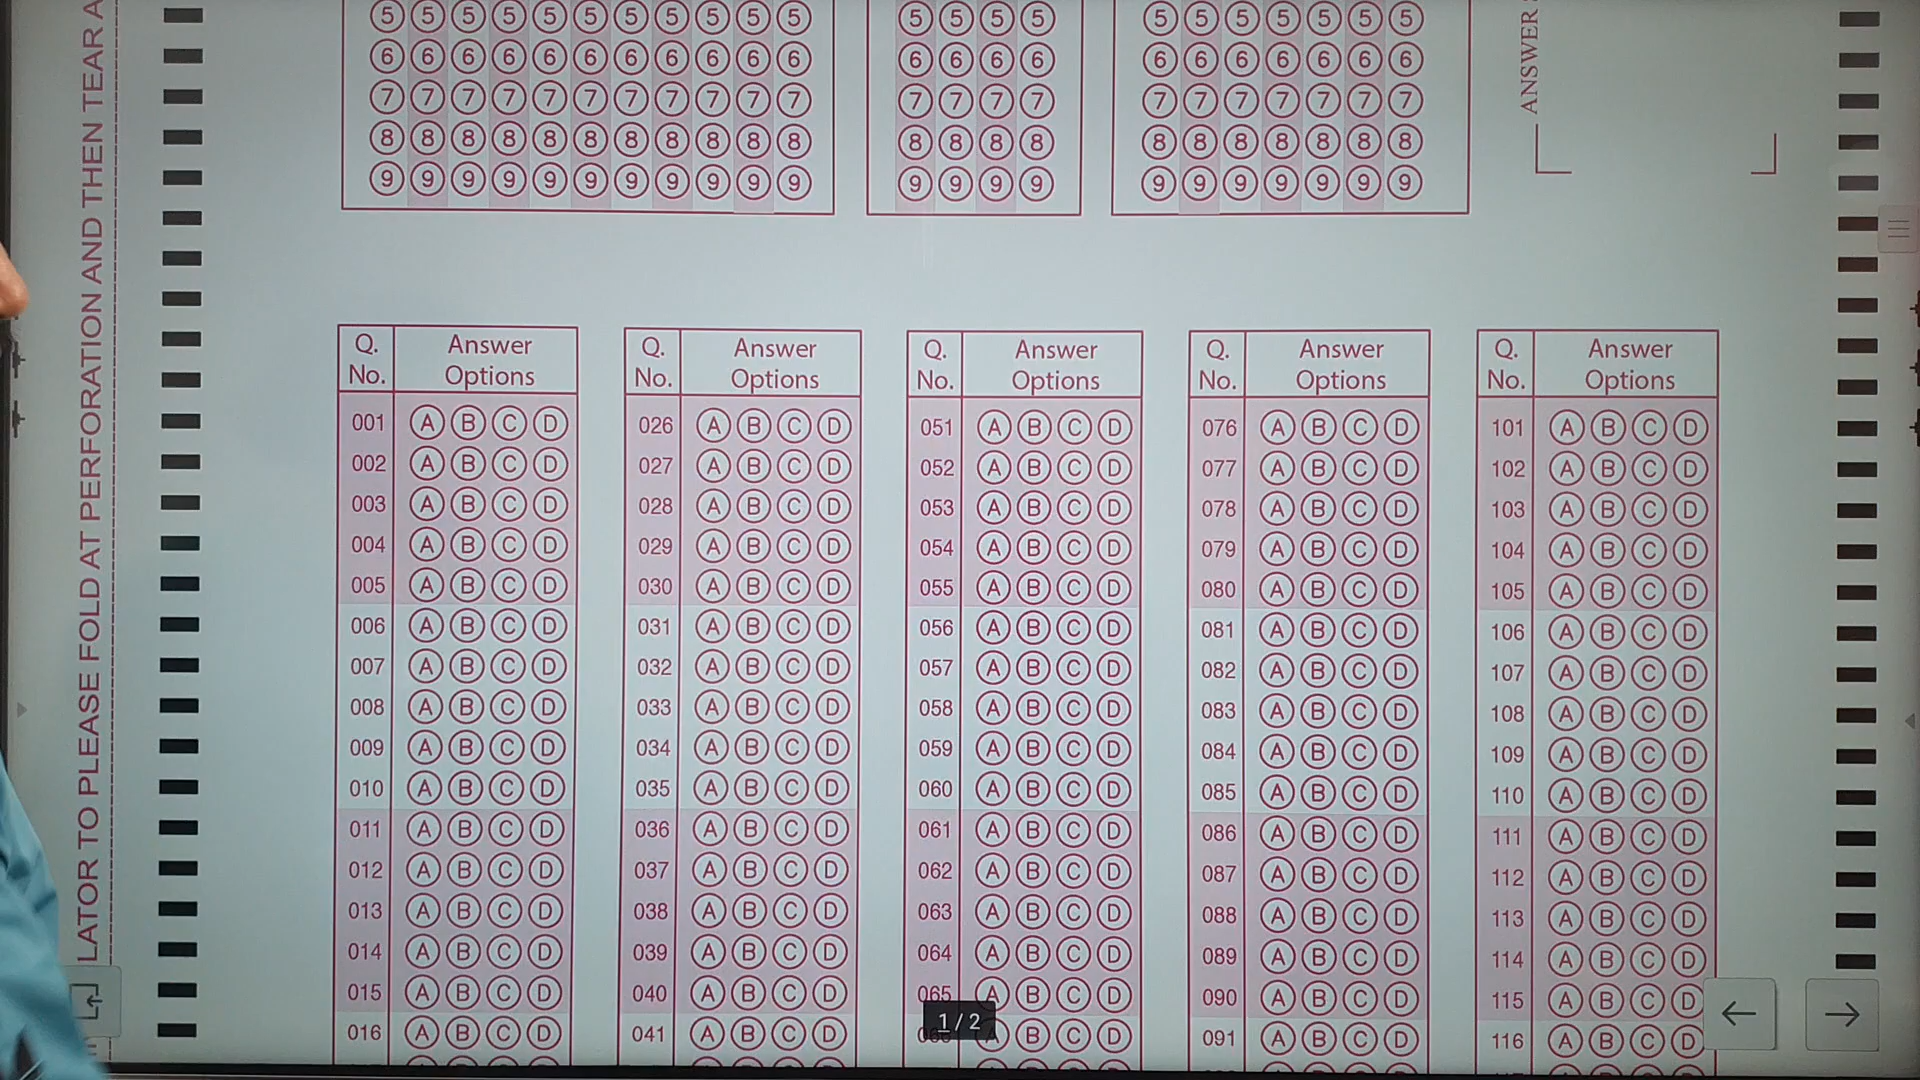 LATOR TO PLEASE FOLD AT PERFORATION AND THEN TEAR A
5 5 5 5 5 5 5 5 5 5 5 5 5 5 5 5 5 5 5 5 5 5
6 6 6 6 6 6 6 6 6 6 6 6 6 6 6 6 6 6 6 6 6 6
7 7 7 7 7 7 7 7 7 7 7 7 7 7 7 7 7 7 7 7 7 7
8 8 8 8 8 8 8 8 8 8 8 8 8 8 8 8 8 8 8 8 8 8
9 9 9 9 9 9 9 9 9 9 9 9 9 9 9 9 9 9 9 9 9 9
ANSWER
Q. Answer Q. Answer Q. Answer Q. Answer Q. Answer
No. Options No. Options No. Options No. Options No. Options
001 A B C D 026 A B C D 051 A B C D 076 A B C D 101 A B C D
002 A B C D 027 A B C D 052 A B C D 077 A B C D 102 A B C D
003 A B C D 028 A B C D 053 A B C D 078 A B C D 103 A B C D
004 A B C D 029 A B C D 054 A B C D 079 A B C D 104 A B C D
005 A B C D 030 A B C D 055 A B C D 080 A B C D 105 A B C D
006 A B C D 031 A B C D 056 A B C D 081 A B C D 106 A B C D
007 A B C D 032 A B C D 057 A B C D 082 A B C D 107 A B C D
008 A B C D 033 A B C D 058 A B C D 083 A B C D 108 A B C D
009 A B C D 034 A B C D 059 A B C D 084 A B C D 109 A B C D
010 A B C D 035 A B C D 060 A B C D 085 A B C D 110 A B C D
011 A B C D 036 A B C D 061 A B C D 086 A B C D 111 A B C D
012 A B C D 037 A B C D 062 A B C D 087 A B C D 112 A B C D
013 A B C D 038 A B C D 063 A B C D 088 A B C D 113 A B C D
014 A B C D 039 A B C D 064 A B C D 089 A B C D 114 A B C D
015 A B C D 040 A B C D 065 A B C D 090 A B C D 115 A B C D
016 A B C D 041 A B C D 066 A B C D 091 A B C D 116 A B C D
1 / 2